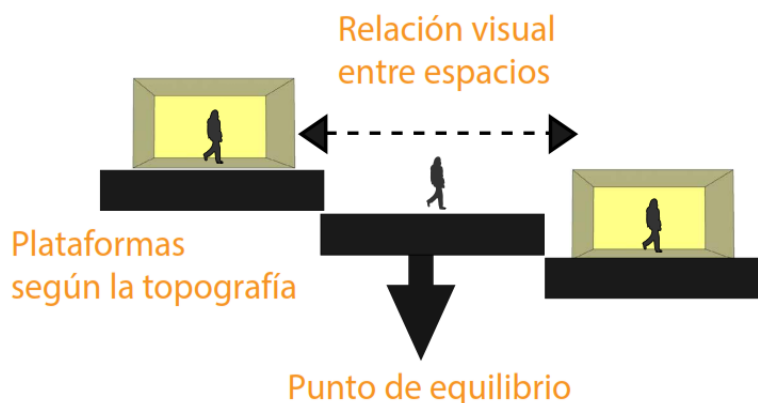 Relación visual
entre espacios
Plataformas
según la topografía
Punto de equilibrio